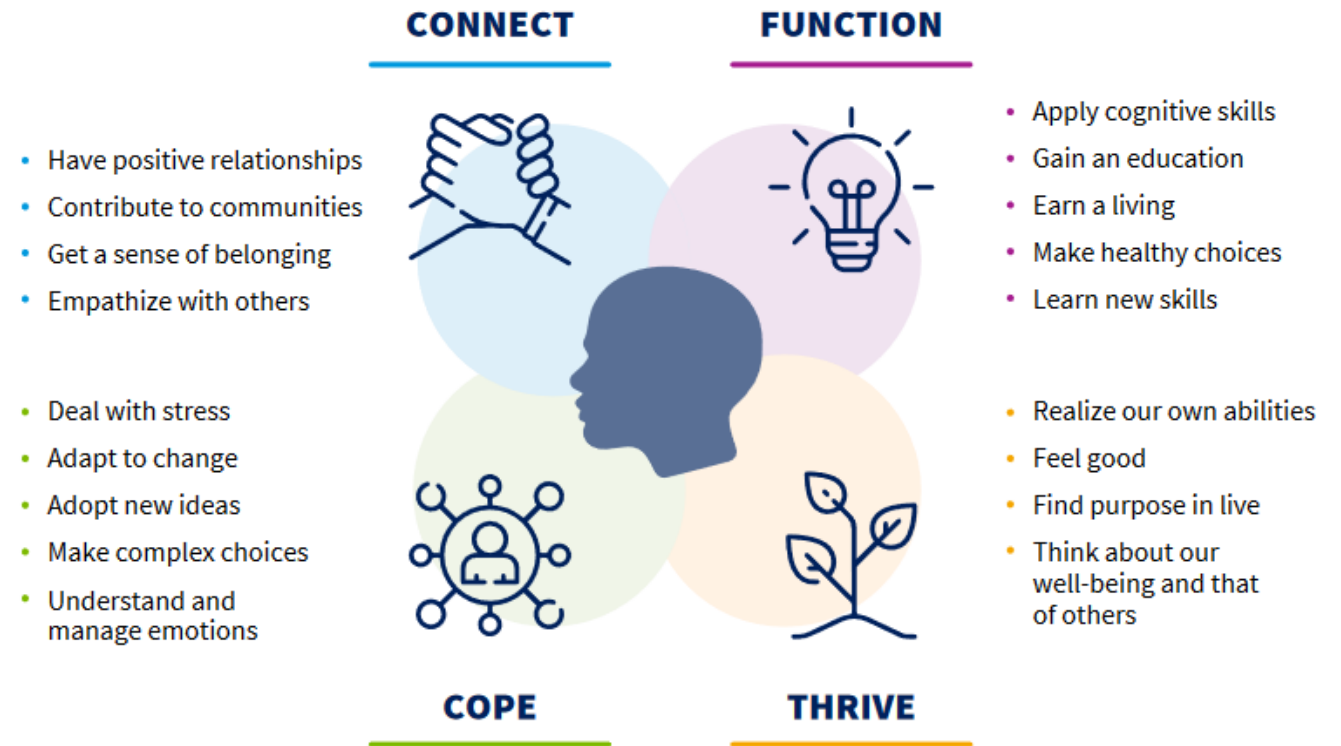 CONNECT
FUNCTION
Have positive relationships
Contribute to communities
Get a sense of belonging
Empathize with others
Apply cognitive skills
Gain an education
Earn a living
Make healthy choices
Learn new skills
Deal with stress
Adapt to change
Adopt new ideas
Make complex choices
Understand and
manage emotions
Realize our own abilities
Feel good
Find purpose in live
Think about our
well-being and that
of others
COPE
THRIVE